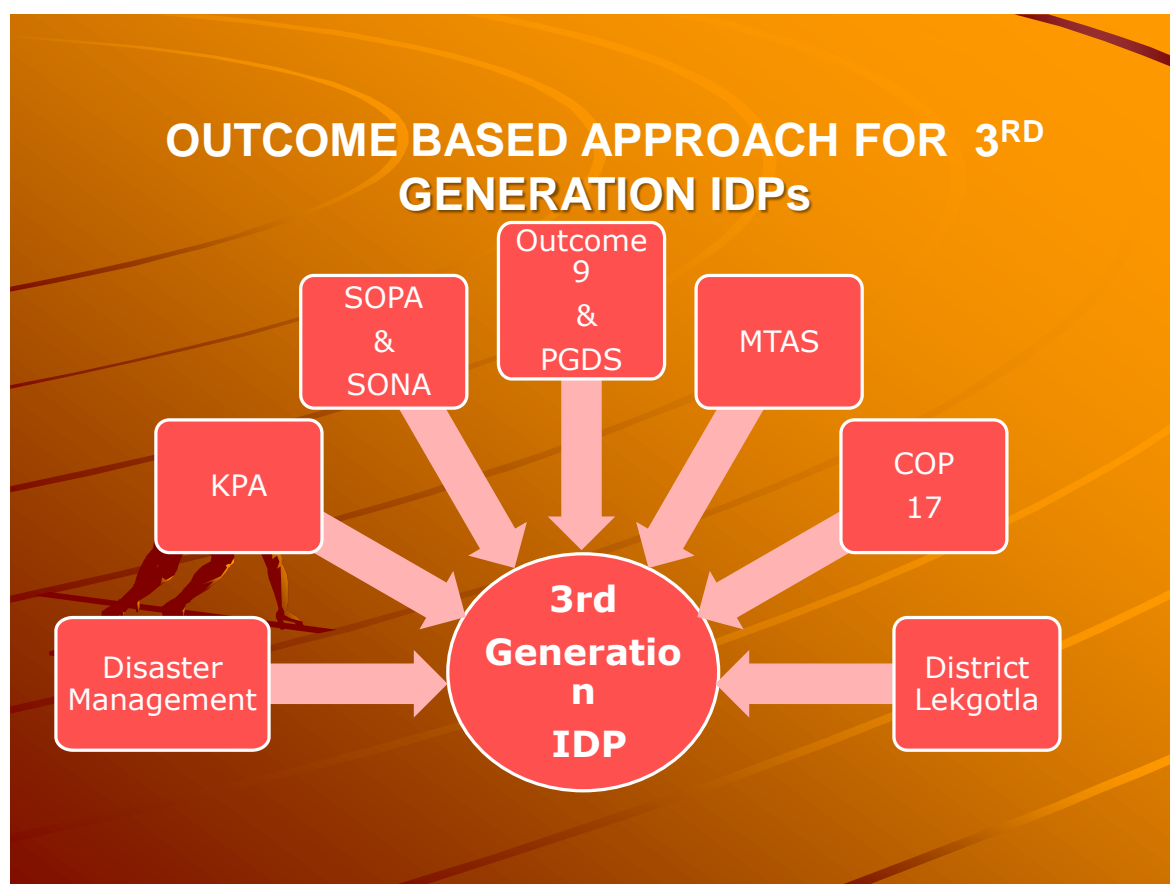 OUTCOME BASED APPROACH FOR 3RD
GENERATION IDPs
Outcome
9
&
PGDS
SOPA
&
SONA
MTAS
KPA
COP
17
Disaster
Management
3rd
Generatio
n
IDP
District
Lekgotla